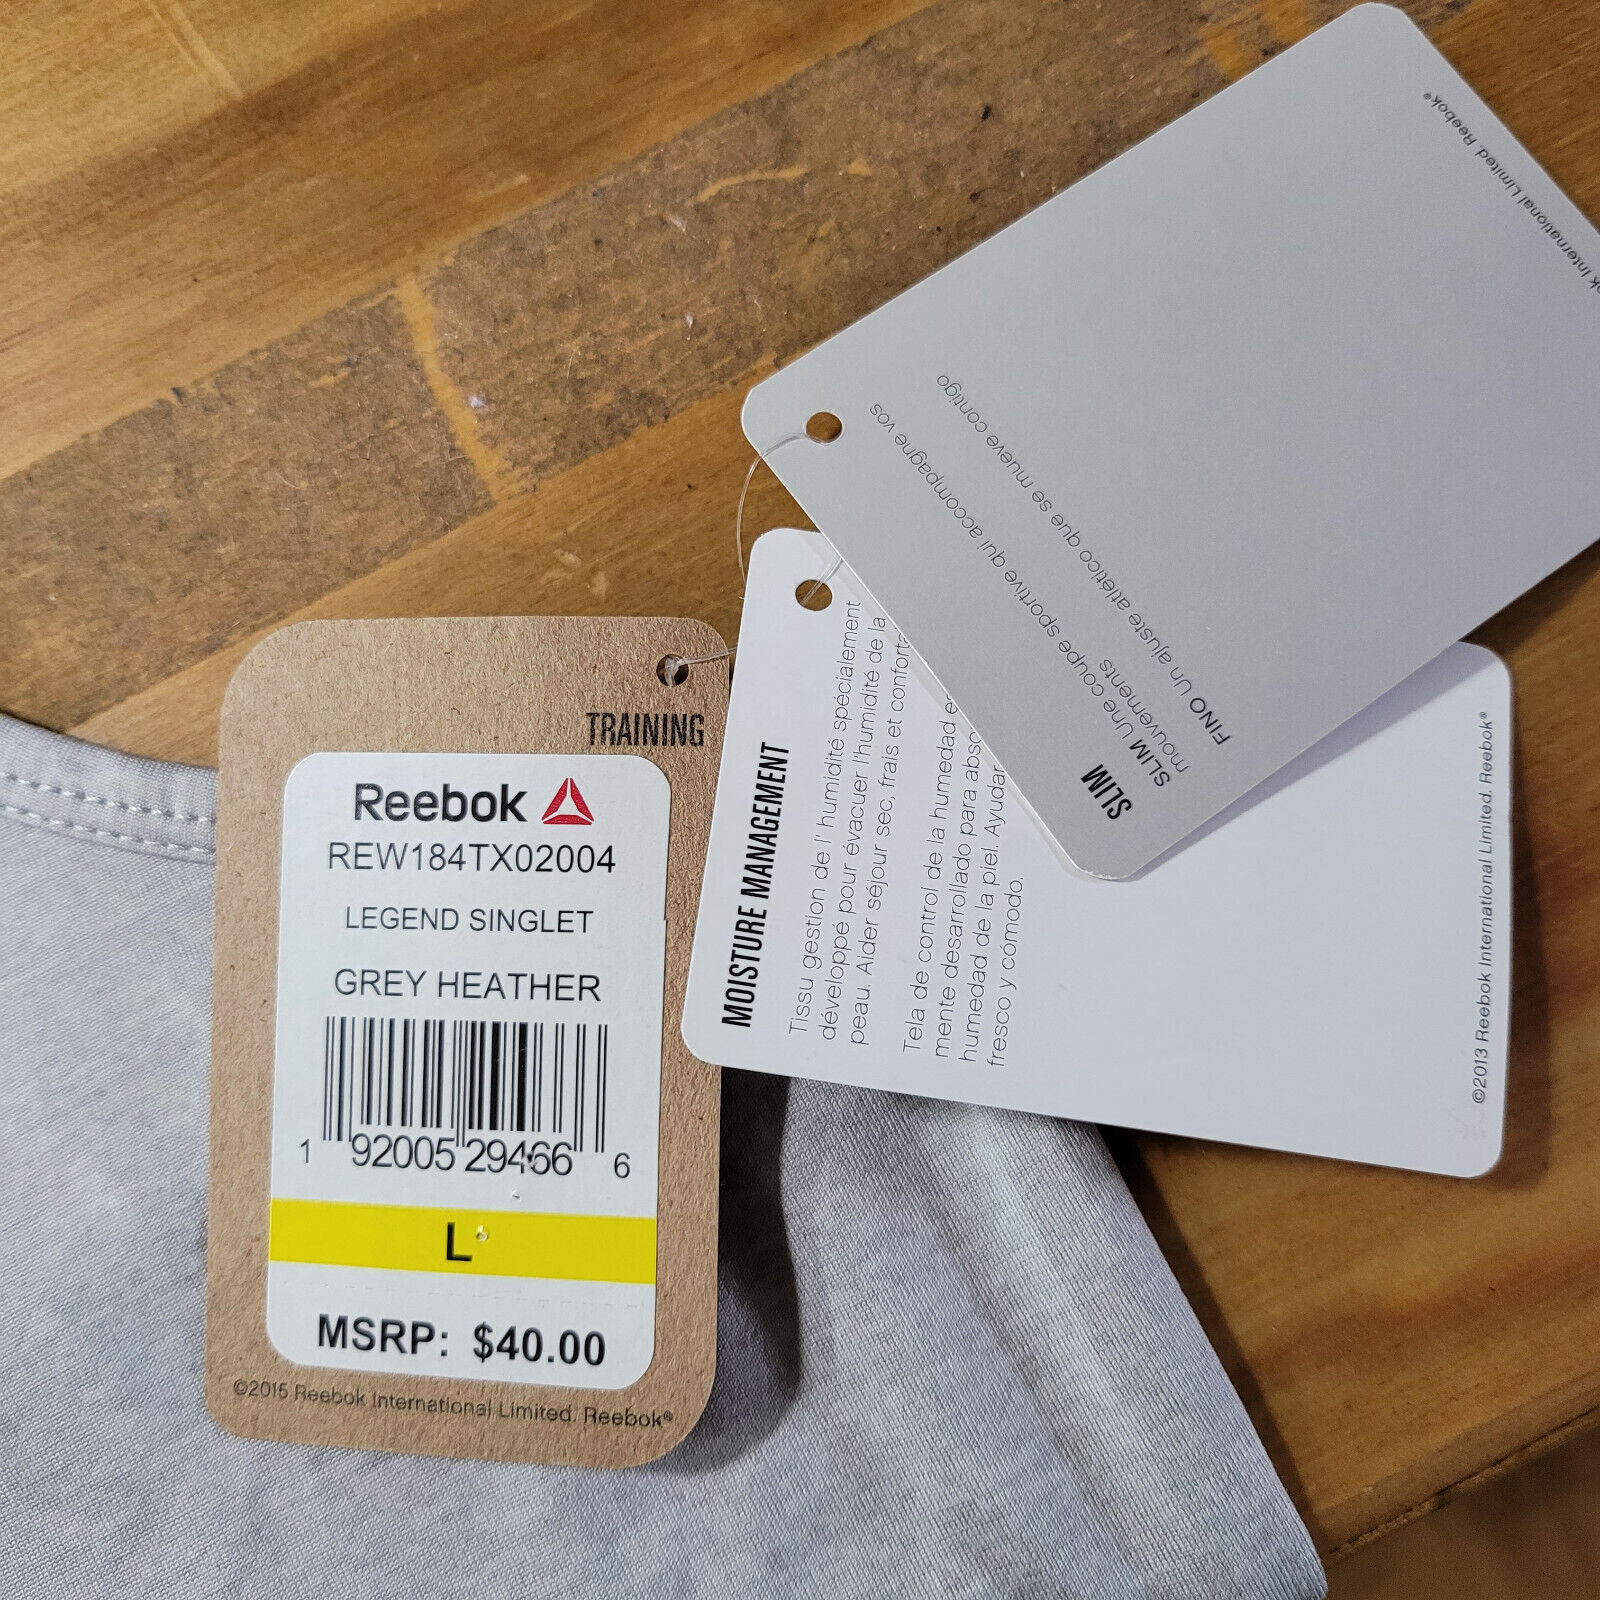 TRAINING
Reebok
REW184TX02004
LEGEND SINGLET
GREY HEATHER
1 92005 29466 6
L
MSRP: $40.00
©2015 Reebok International Limited. Reebok®
MOISTURE MANAGEMENT
Tissu gestion de l' humidité spécialement
développé pour évacuer l'humidité de la
peau. Aider séjour sec, frais et
Tela de control de la humedad
mente desarrollado para
humedad de la piel. Ayudar
fresco y cómodo.
©2013 Reebok International Limited. Reebok®
SLIM
SLIM Une coupe sportive qui accompagne vos
mouvements
FINO Un ajuste atlético que se mueve contigo
International Limited. Reebok®